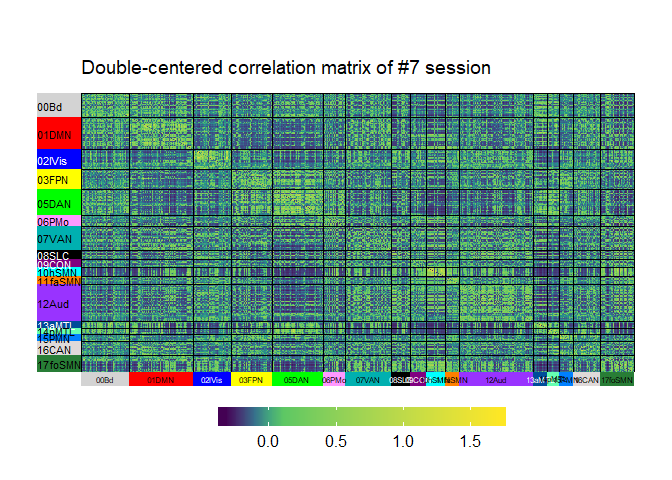 Double-centered correlation matrix of #7 session
00Bd
01DMN
02lVis
03FPN
05DAN
06PMo
07VAN
08SLC
09CON
10hSMN
11faSMN
12Aud
13aMTL
14pMTL
15PMN
16CAN
17foSMN
00Bd 01DMN 02lVis 03FPN 05DAN 06PMo 07VAN 12Aud 17foSMN
0.0 0.5 1.0 1.5